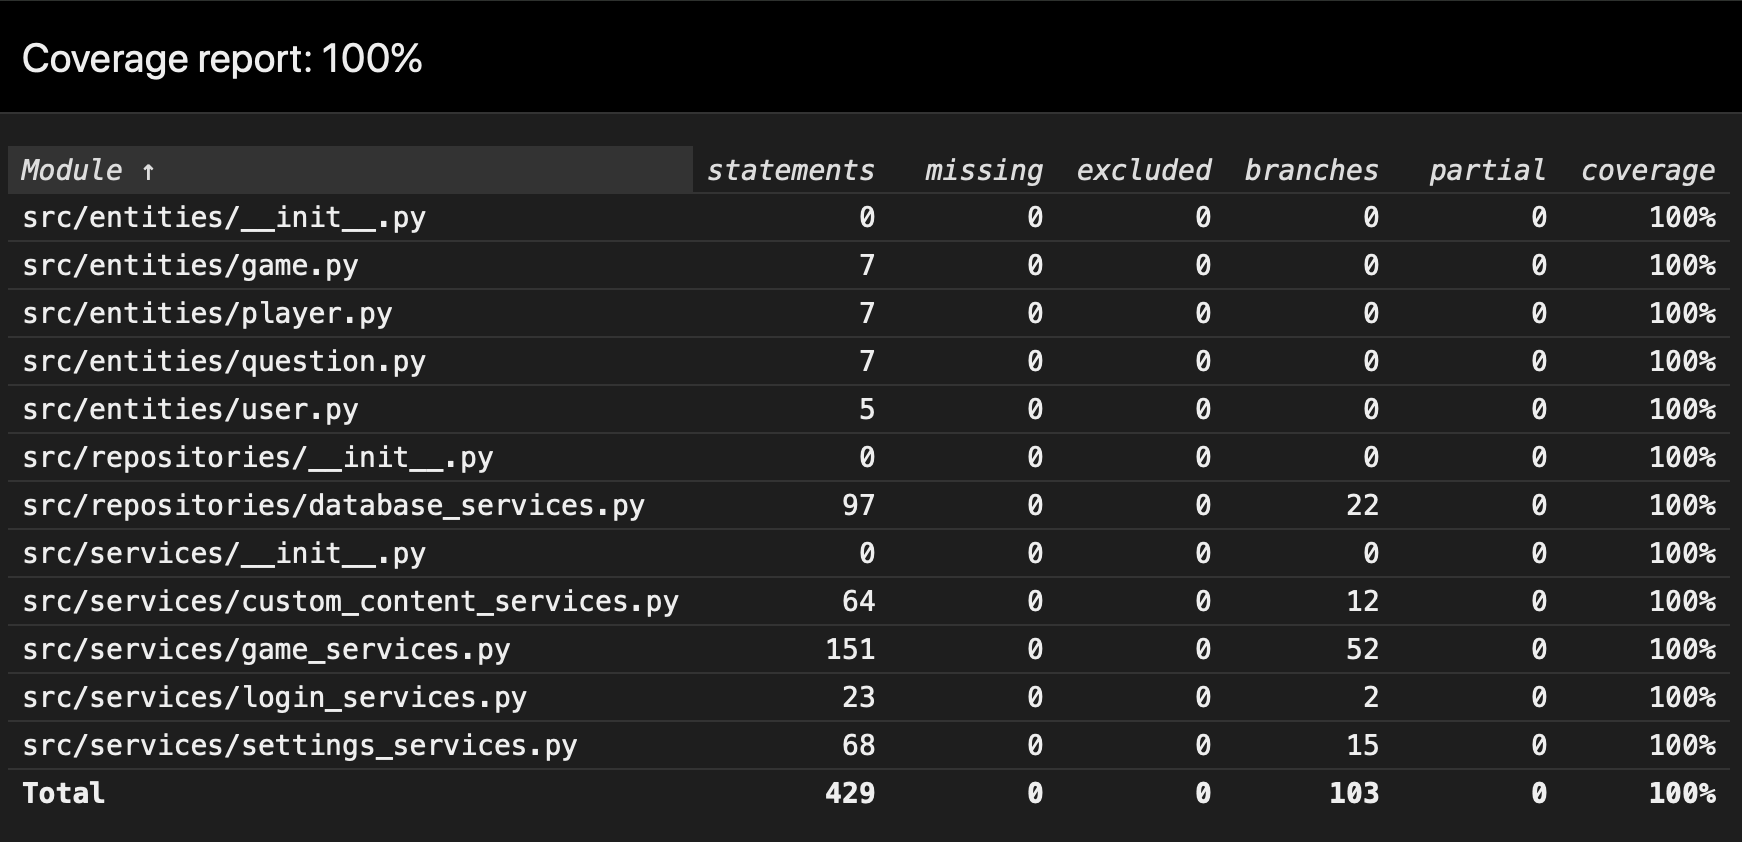 Coverage report: 100%
Module ↑ statements missing excluded branches partial coverage
src/entities/__init__.py 0 0 0 0 0 100%
src/entities/game.py 7 0 0 0 0 100%
src/entities/player.py 7 0 0 0 0 100%
src/entities/question.py 7 0 0 0 0 100%
src/entities/user.py 5 0 0 0 0 100%
src/repositories/__init__.py 0 0 0 0 0 100%
src/repositories/database_services.py 97 0 0 22 0 100%
src/services/__init__.py 0 0 0 0 0 100%
src/services/custom_content_services.py 64 0 0 12 0 100%
src/services/game_services.py 151 0 0 52 0 100%
src/services/login_services.py 23 0 0 2 0 100%
src/services/settings_services.py 68 0 0 15 0 100%
Total 429 0 0 103 0 100%